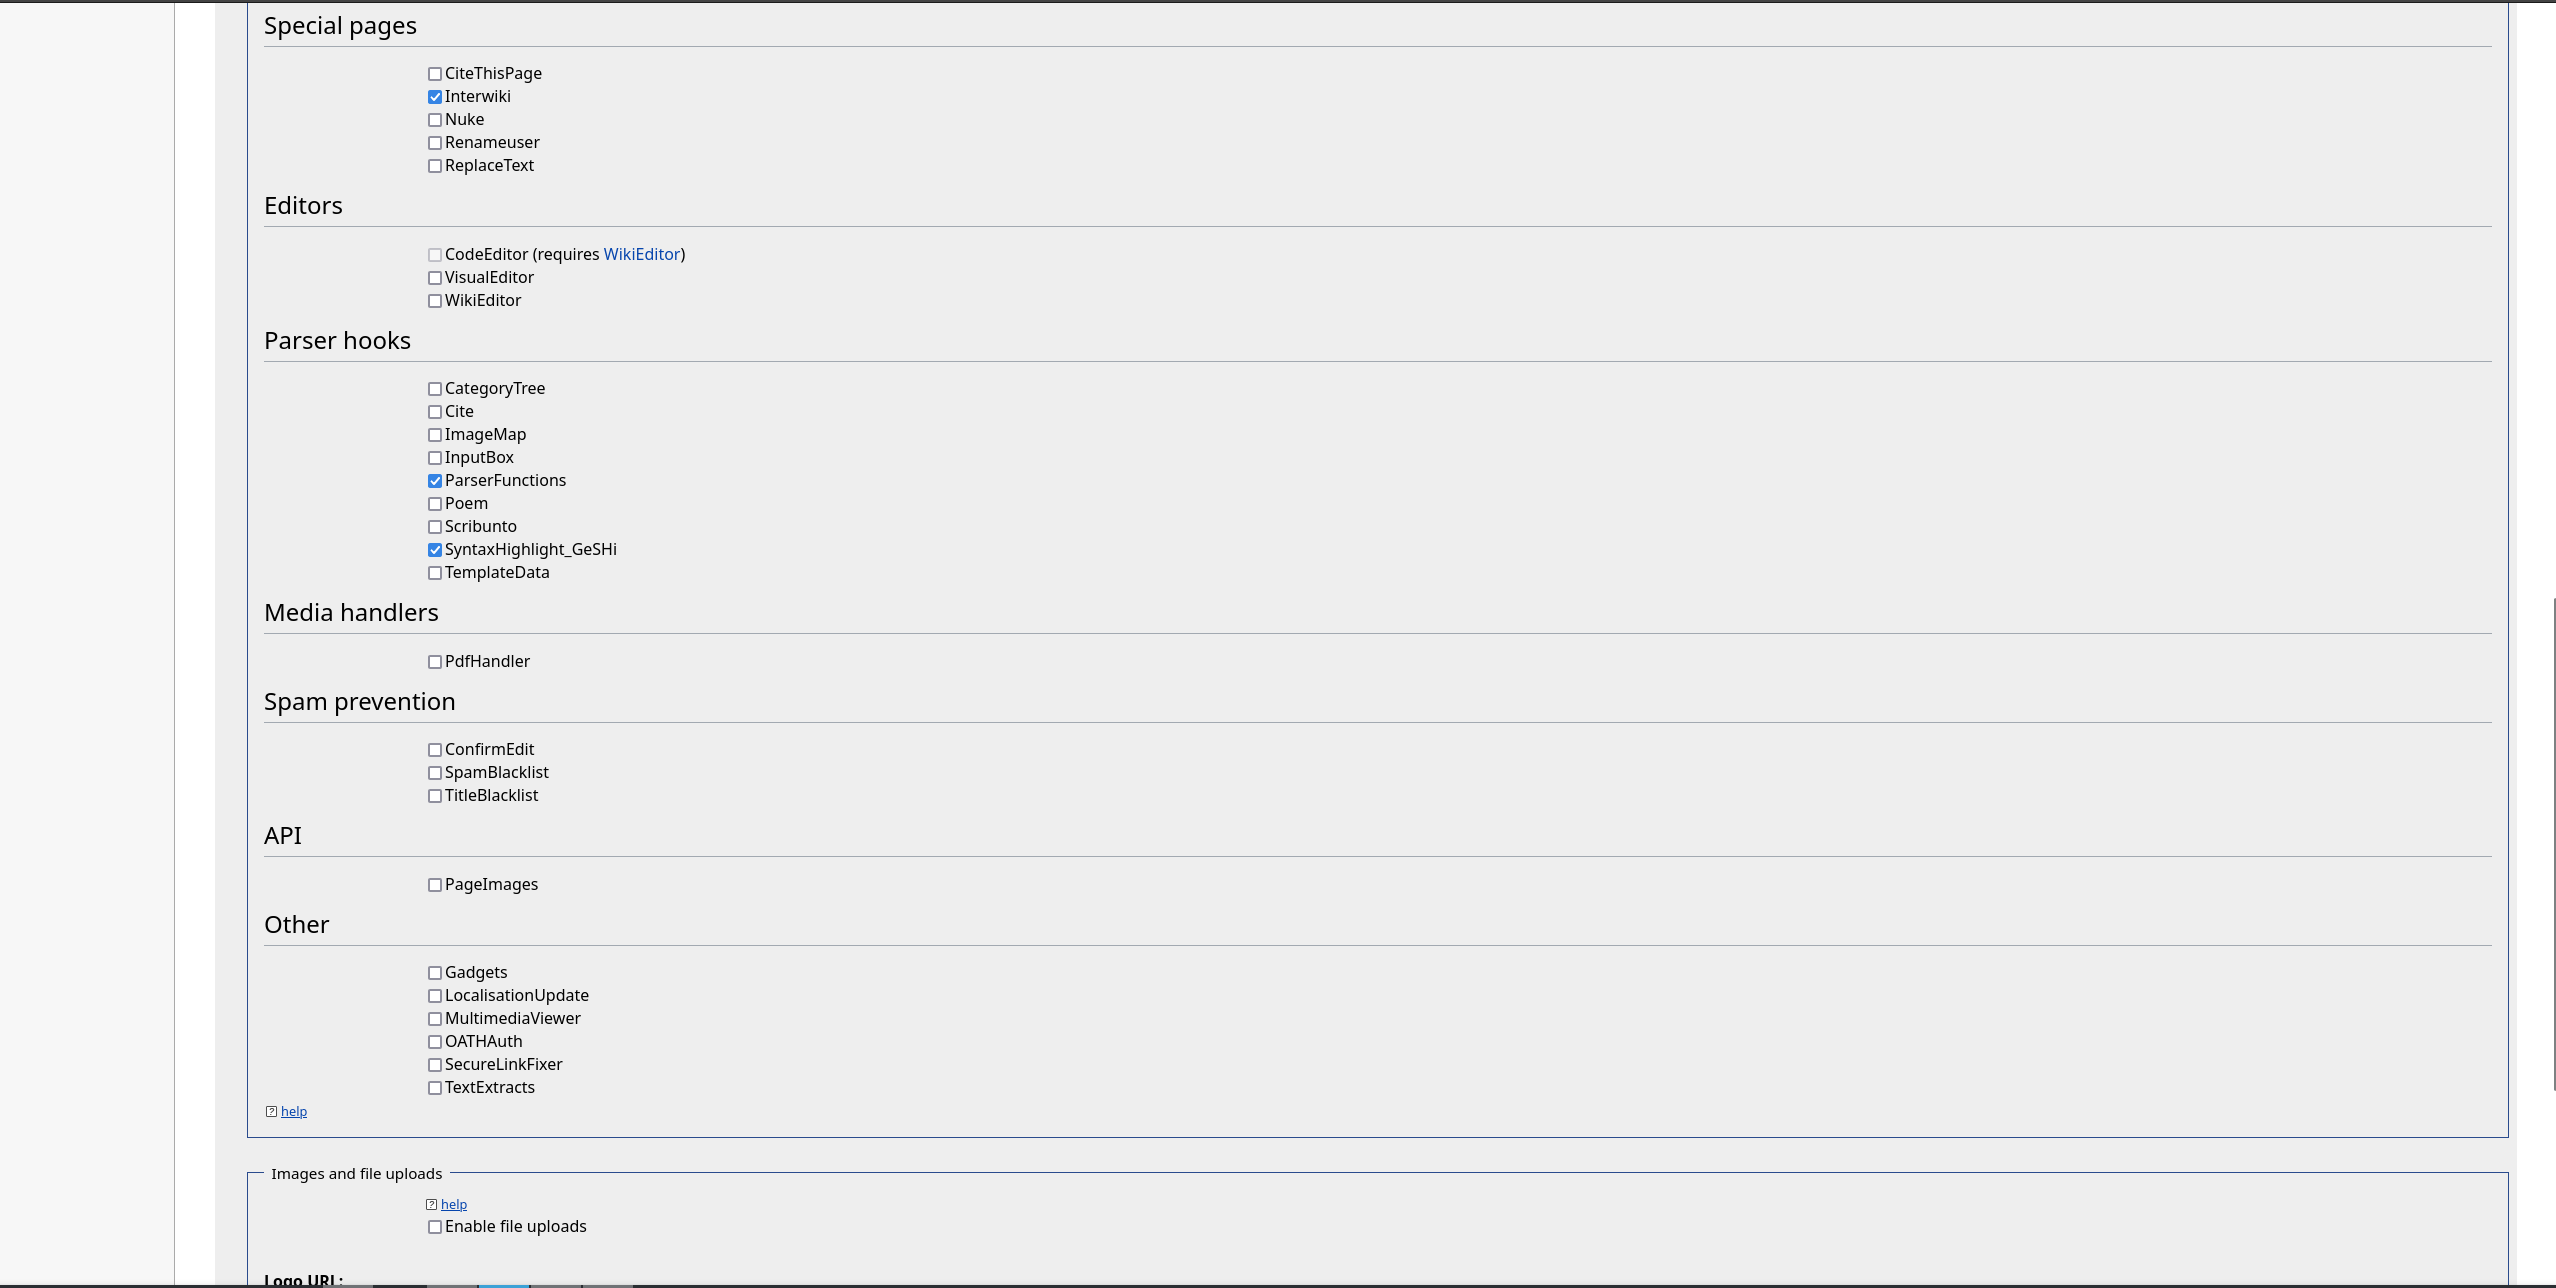 Special pages
CiteThisPage
Interwiki
Nuke
Renameuser
ReplaceText
Editors
CodeEditor (requires WikiEditor)
VisualEditor
WikiEditor
Parser hooks
CategoryTree
Cite
ImageMap
InputBox
ParserFunctions
Poem
Scribunto
SyntaxHighlight_GeSHi
TemplateData
Media handlers
PdfHandler
Spam prevention
ConfirmEdit
SpamBlacklist
TitleBlacklist
API
PageImages
Other
Gadgets
LocalisationUpdate
MultimediaViewer
OATHAuth
SecureLinkFixer
TextExtracts
help
Images and file uploads
help
Enable file uploads
Logo URL: